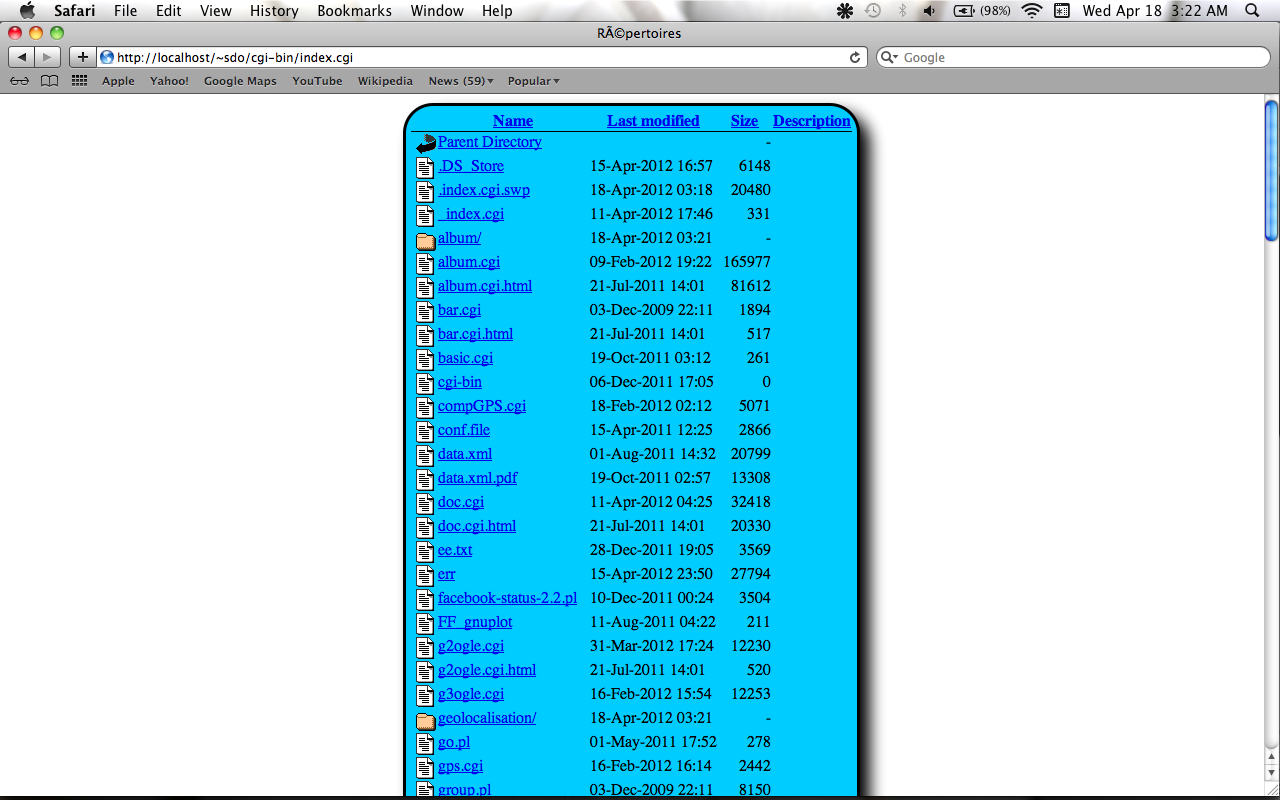 Safari File Edit View History Bookmarks Window Help (98%) Wed Apr 18 3:22 AM
RÃ©pertoires
http://localhost/~sdo/cgi-bin/index.cgi Google
Apple Yahoo! Google Maps YouTube Wikipedia News (59) Popular
Name Last modified Size Description
Parent Directory -
.DS_Store 15-Apr-2012 16:57 6148
.index.cgi.swp 18-Apr-2012 03:18 20480
_index.cgi 11-Apr-2012 17:46 331
album/ 18-Apr-2012 03:21 -
album.cgi 09-Feb-2012 19:22 165977
album.cgi.html 21-Jul-2011 14:01 81612
bar.cgi 03-Dec-2009 22:11 1894
bar.cgi.html 21-Jul-2011 14:01 517
basic.cgi 19-Oct-2011 03:12 261
cgi-bin 06-Dec-2011 17:05 0
compGPS.cgi 18-Feb-2012 02:12 5071
conf.file 15-Apr-2011 12:25 2866
data.xml 01-Aug-2011 14:32 20799
data.xml.pdf 19-Oct-2011 02:57 13308
doc.cgi 11-Apr-2012 04:25 32418
doc.cgi.html 21-Jul-2011 14:01 20330
ee.txt 28-Dec-2011 19:05 3569
err 15-Apr-2012 23:50 27794
facebook-status-2.2.pl 10-Dec-2011 00:24 3504
FF_gnuplot 11-Aug-2011 04:22 211
g2ogle.cgi 31-Mar-2012 17:24 12230
g2ogle.cgi.html 21-Jul-2011 14:01 520
g3ogle.cgi 16-Feb-2012 15:54 12253
geolocalisation/ 18-Apr-2012 03:21 -
go.pl 01-May-2011 17:52 278
gps.cgi 16-Feb-2012 16:14 2442
group.pl 03-Dec-2009 22:11 8150